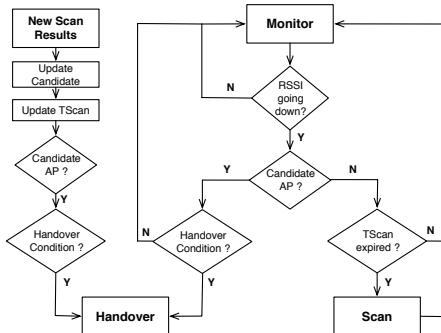 New Scan
Results
Update
Candidate
Update TScan
Candidate
AP ?
Y
Handover
Condition ?
Y
Handover
Monitor
N
RSSI
going
down?
Y
Y
Candidate
AP ?
N
N
Handover
Condition ?
Y
TScan
expired ?
N
Y
Scan